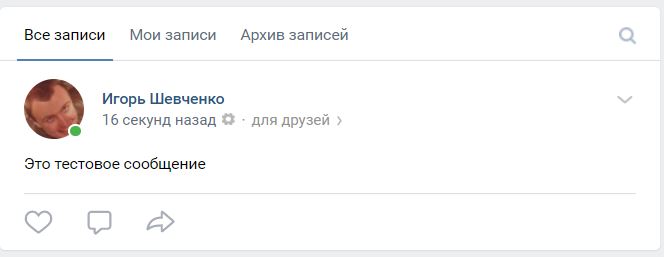 Все записи Мои записи Архив записей
Игорь Шевченко
16 секунд назад · для друзей
Это тестовое сообщение